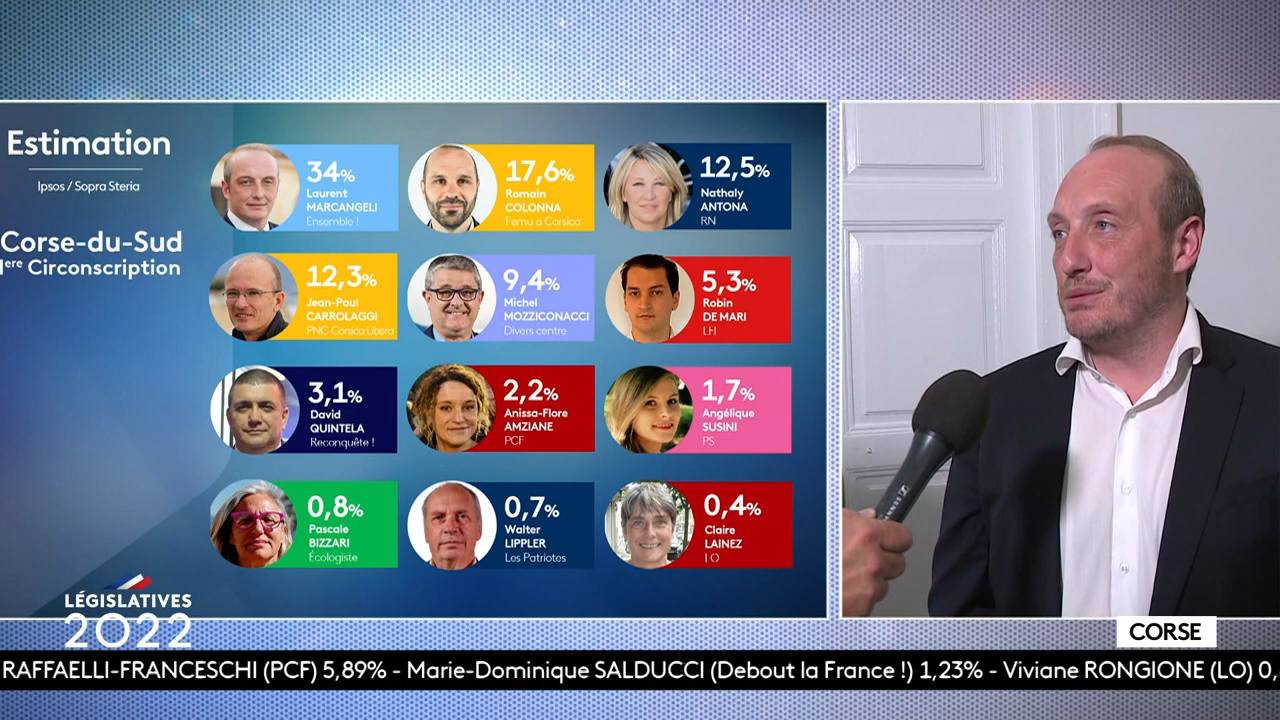 Estimation
Ipsos / Sopra Steria
Corse-du-Sud
1ere Circonscription
34%
Laurent
MARCANGELI
Ensemble !
17,6%
Romain
COLONNA
Femu a Corsica
12,5%
Nathaly
ANTONA
RN
12,3%
Jean-Paul
CARROLAGGI
PNC-Corsica Libera
9,4%
Michel
MOZZICONACCI
Divers centre
5,3%
Robin
DE MARI
LFI
3,1%
David
QUINTELA
Reconquête !
2,2%
Anissa-Flore
AMZIANE
PCF
1,7%
Angélique
SUSINI
PS
0,8%
Pascale
BIZZARI
Écologiste
0,7%
Walter
LIPPLER
Les Patriotes
0,4%
Claire
LAINEZ
LO
LÉGISLATIVES
2022
CORSE
RAFFAELLI-FRANCESCHI (PCF) 5,89% - Marie-Dominique SALDUCCI (Debout la France !) 1,23% - Viviane RONGIONE (LO) 0,